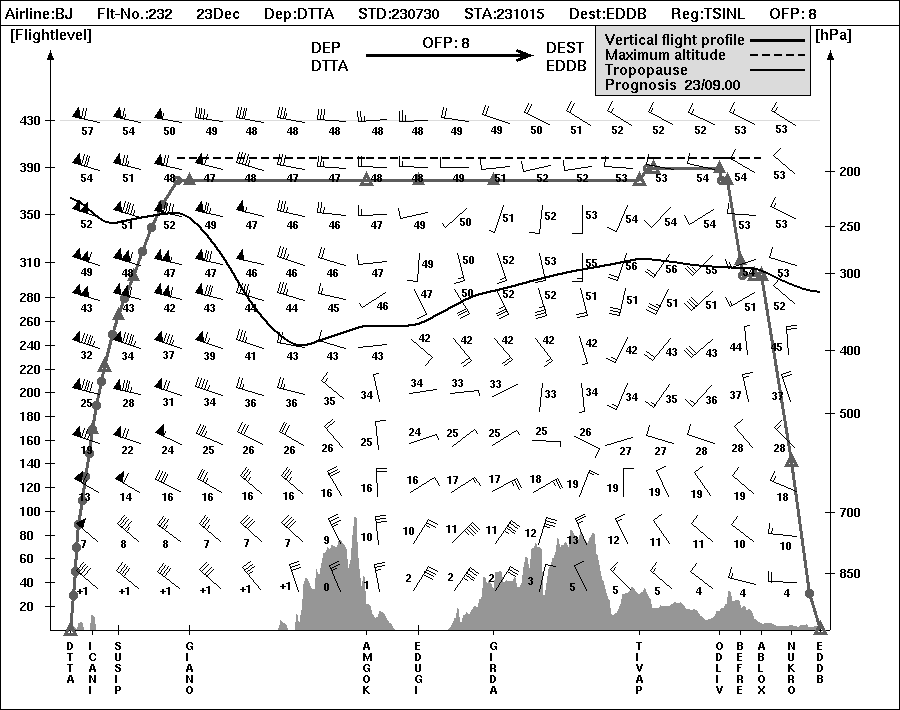 Airline:BJ Flt-No.:232 23Dec Dep:DTTA STD:230730 STA:231015 Dest:EDDB Reg:TSINL OFP: 8
[Flightlevel] [hPa]
OFP: 8
DEP DEST
DTTA EDDB
Vertical flight profile
Maximum altitude
Tropopause
Prognosis 23/09.00
430
57 54 50 49 48 48 48 48 48 49 49 50 51 52 52 52 53 53
390 200
54 51 48 47 48 47 47 48 48 48 51 52 52 53 54 53
350 250
52 51 52 49 47 46 46 47 49 50 51 52 53 54 54 54 53 53
310 300
49 48 47 47 46 46 46 47 49 50 52 53 55 56 56 55 54 53
280
43 43 42 43 44 44 45 46 47 50 52 52 51 51 51 53 51 51 52
260
240 400
32 34 37 39 41 43 43 43 42 42 42 42 42 42 43 43 44 45
220
200
25 28 31 34 36 36 35 34 34 33 33 33 34 34 35 36 37 37
180 500
160
19 22 24 25 26 26 26 25 24 25 25 25 26 27 27 28 28 28
140
120
13 14 16 16 16 16 16 16 16 17 17 18 19 19 19 19 19 18
100 700
80
7 8 8 7 7 7 9 10 10 11 11 12 13 12 11 11 10 10
60
40 850
+1 +1 +1 +1 +1 +1 0 1 2 2 2 3 5 5 5 4 4 4
20
DTTA
ICANI
SUSIP
GIANO
AMGOK
EDUGI
GIRDA
TIVAP
ODLIV
BEFRE
ABLOX
NUKRO
EDDB